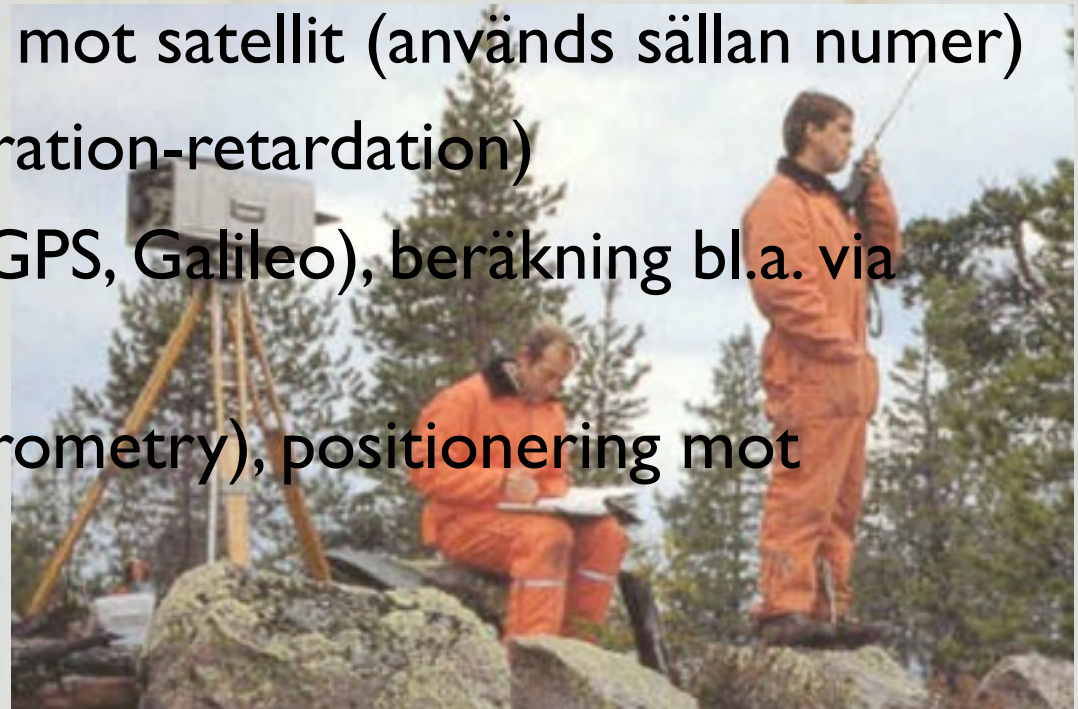 mot satellit (används sällan numer)
ration-retardation)
GPS, Galileo), beräkning bl.a. via
rometry), positionering mot